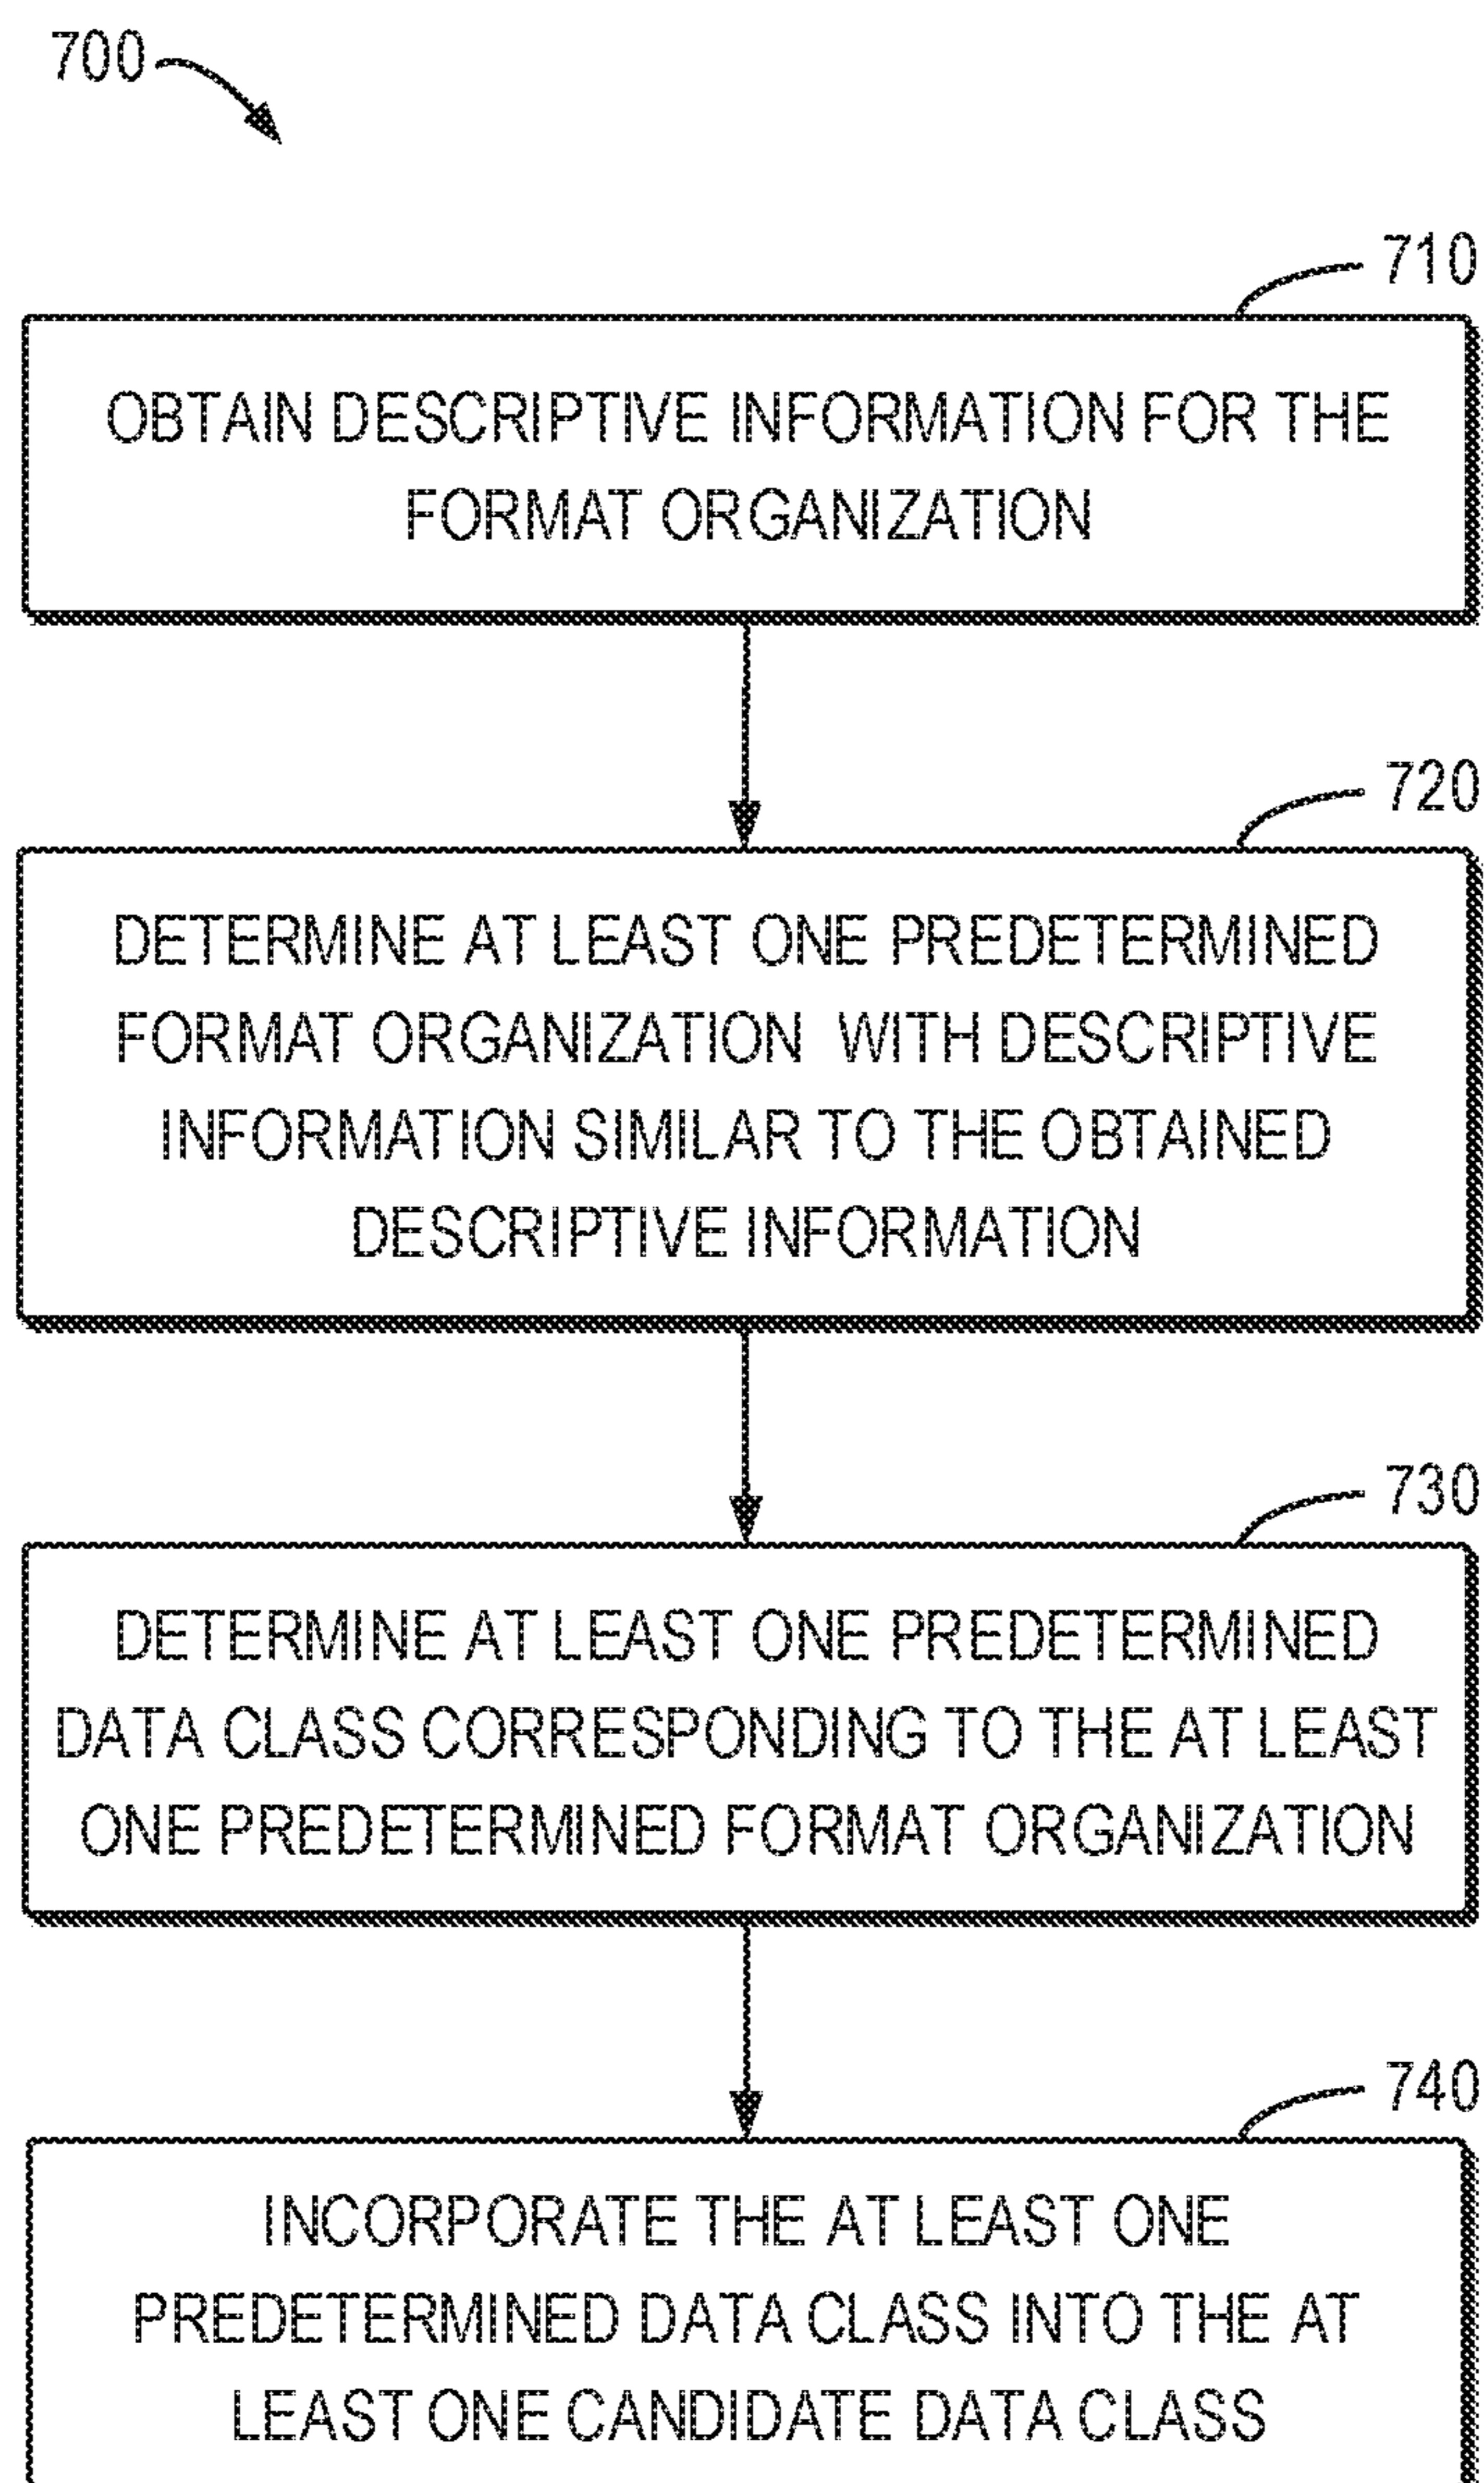 700
710
OBTAIN DESCRIPTIVE INFORMATION FOR THE
FORMAT ORGANIZATION
720
DETERMINE AT LEAST ONE PREDETERMINED
FORMAT ORGANIZATION WITH DESCRIPTIVE
INFORMATION SIMILAR TO THE OBTAINED
DESCRIPTIVE INFORMATION
730
DETERMINE AT LEAST ONE PREDETERMINED
DATA CLASS CORRESPONDING TO THE AT LEAST
ONE PREDETERMINED FORMAT ORGANIZATION
740
INCORPORATE THE AT LEAST ONE
PREDETERMINED DATA CLASS INTO THE AT
LEAST ONE CANDIDATE DATA CLASS